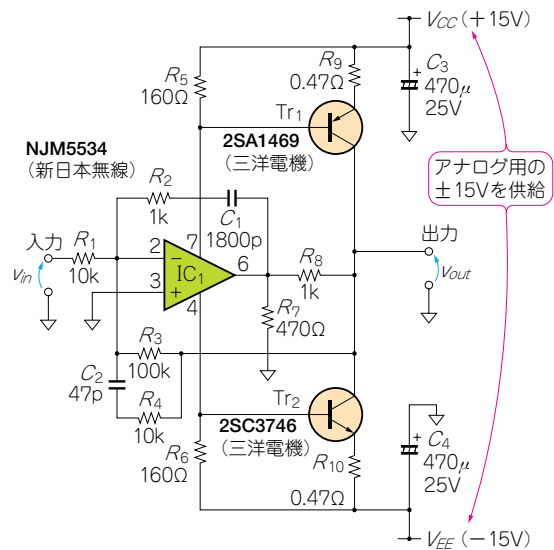 VCC(+15V)
R5
160Ω
R9
0.47Ω
C3
+
470μ
25V
Tr1
2SA1469
(三洋電機)
NJM5534
(新日本無線)
アナログ用の
±15Vを供給
R2
1k
C1
1800p
入力
R1
10k
vin
2
3
7
6
4
−
+
IC1
R8
1k
出力
vout
R7
470Ω
R3
100k
C2
47p
R4
10k
Tr2
2SC3746
(三洋電機)
R6
160Ω
R10
0.47Ω
+
C4
470μ
25V
VEE(−15V)